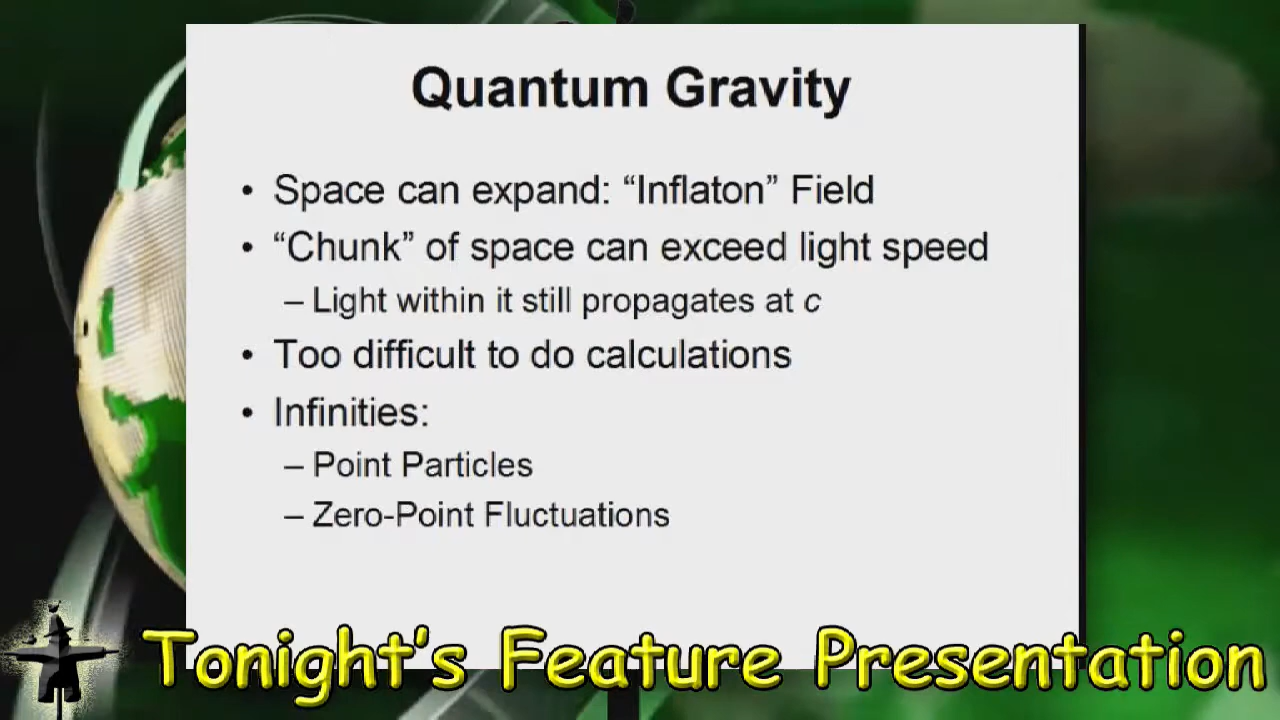 Quantum Gravity
• Space can expand: “Inflaton” Field
• “Chunk” of space can exceed light speed
– Light within it still propagates at c
• Too difficult to do calculations
• Infinities:
– Point Particles
– Zero-Point Fluctuations
Tonight’s Feature Presentation